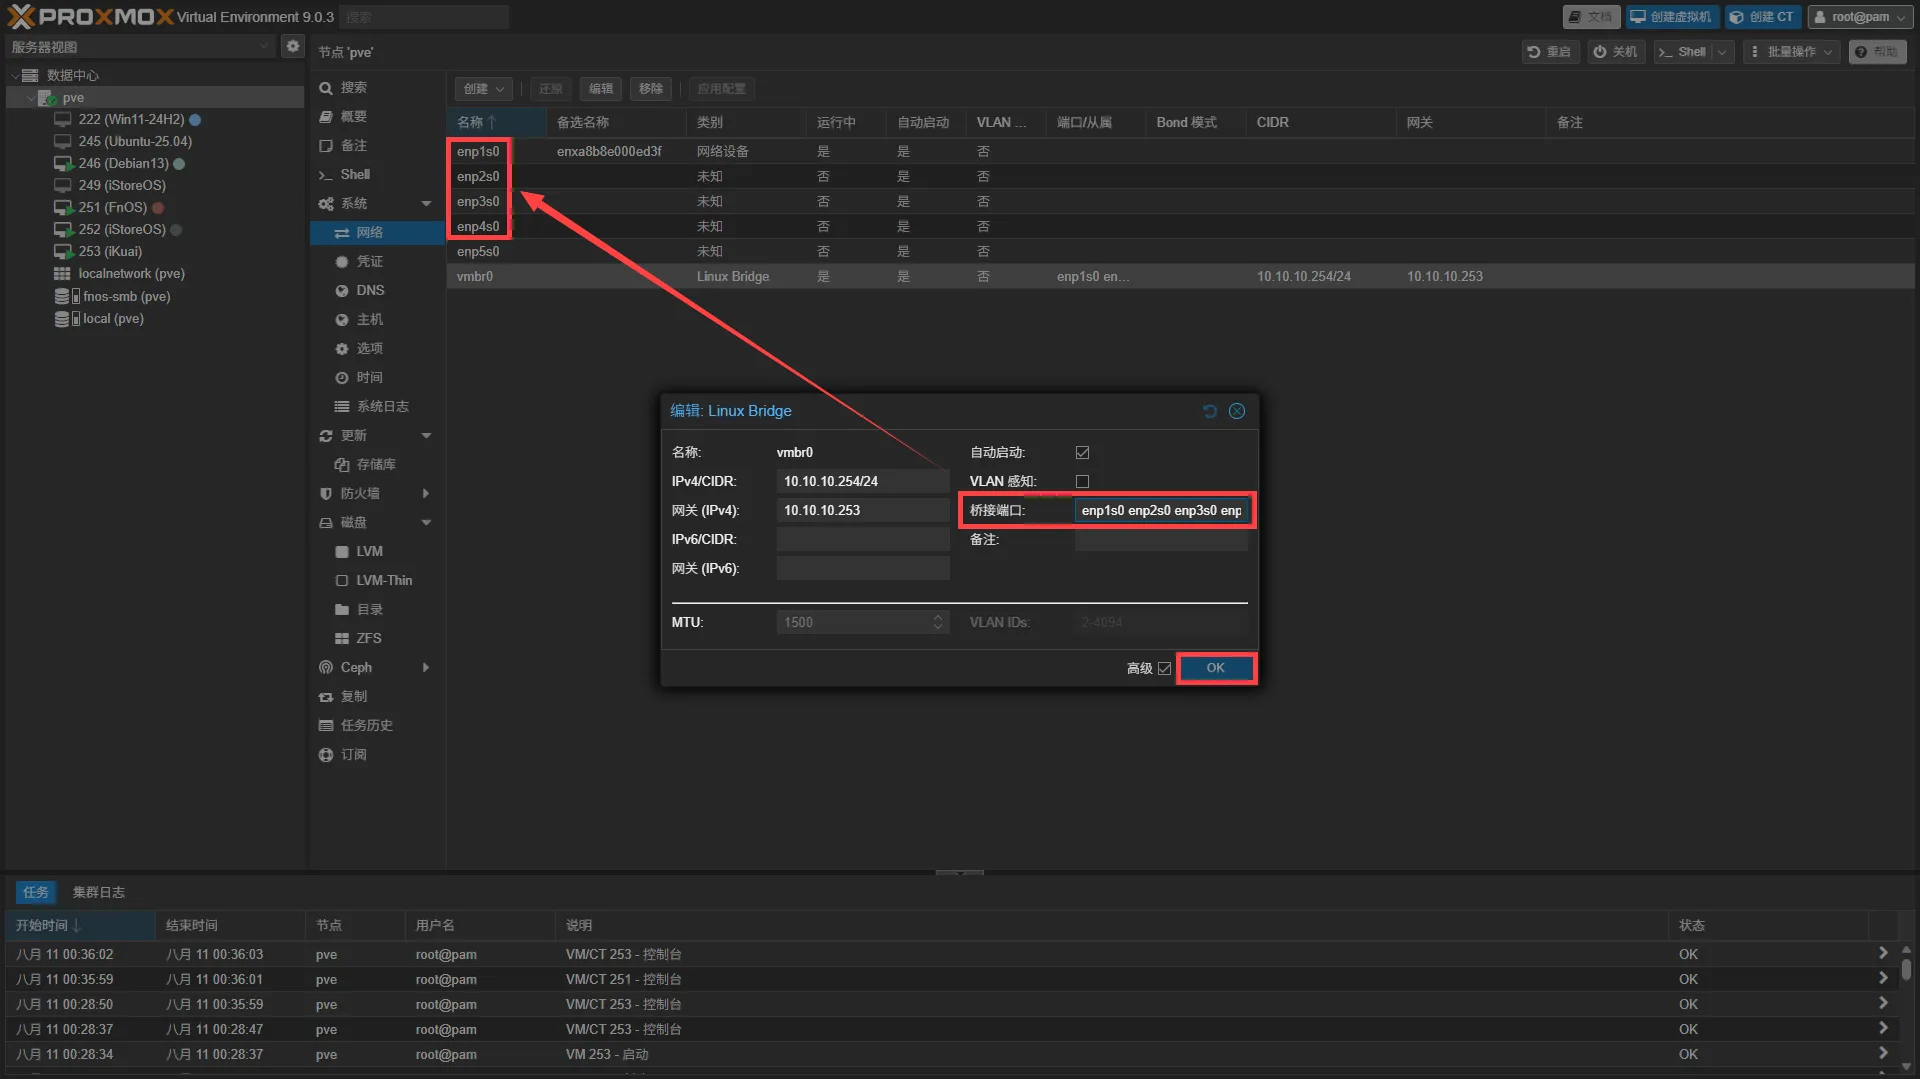 PROXMOX Virtual Environment 9.0.3 搜索
文档 创建虚拟机 创建 CT root@pam
服务器视图
数据中心
pve
222 (Win11-24H2)
245 (Ubuntu-25.04)
246 (Debian13)
249 (iStoreOS)
251 (FnOS)
252 (iStoreOS)
253 (iKuai)
localnetwork (pve)
fnos-smb (pve)
local (pve)
节点 'pve'
重启 关机 Shell 批量操作 帮助
搜索
概要
备注
Shell
系统
网络
凭证
DNS
主机
选项
时间
系统日志
更新
存储库
防火墙
磁盘
LVM
LVM-Thin
目录
ZFS
Ceph
复制
任务历史
订阅
创建 还原 编辑 移除 应用配置
名称 备选名称 类别 运行中 自动启动 VLAN ... 端口/从属 Bond 模式 CIDR 网关 备注
enp1s0 enxa8b8e000ed3f 网络设备 是 是 否
enp2s0 未知 否 是 否
enp3s0 未知 否 是 否
enp4s0 未知 否 是 否
enp5s0 未知 否 是 否
vmbr0 Linux Bridge 是 是 否 enp1s0 en... 10.10.10.254/24 10.10.10.253
编辑: Linux Bridge
名称: vmbr0 自动启动:
IPv4/CIDR: 10.10.10.254/24 VLAN 感知:
网关 (IPv4): 10.10.10.253 桥接端口: enp1s0 enp2s0 enp3s0 enp
IPv6/CIDR: 备注:
网关 (IPv6):
MTU: 1500 VLAN IDs: 2-4094
高级 OK
任务 集群日志
开始时间 结束时间 节点 用户名 说明 状态
八月 11 00:36:02 八月 11 00:36:03 pve root@pam VM/CT 253 - 控制台 OK
八月 11 00:35:59 八月 11 00:36:01 pve root@pam VM/CT 251 - 控制台 OK
八月 11 00:28:50 八月 11 00:35:59 pve root@pam VM/CT 253 - 控制台 OK
八月 11 00:28:37 八月 11 00:28:47 pve root@pam VM/CT 253 - 控制台 OK
八月 11 00:28:34 八月 11 00:28:37 pve root@pam VM 253 - 启动 OK